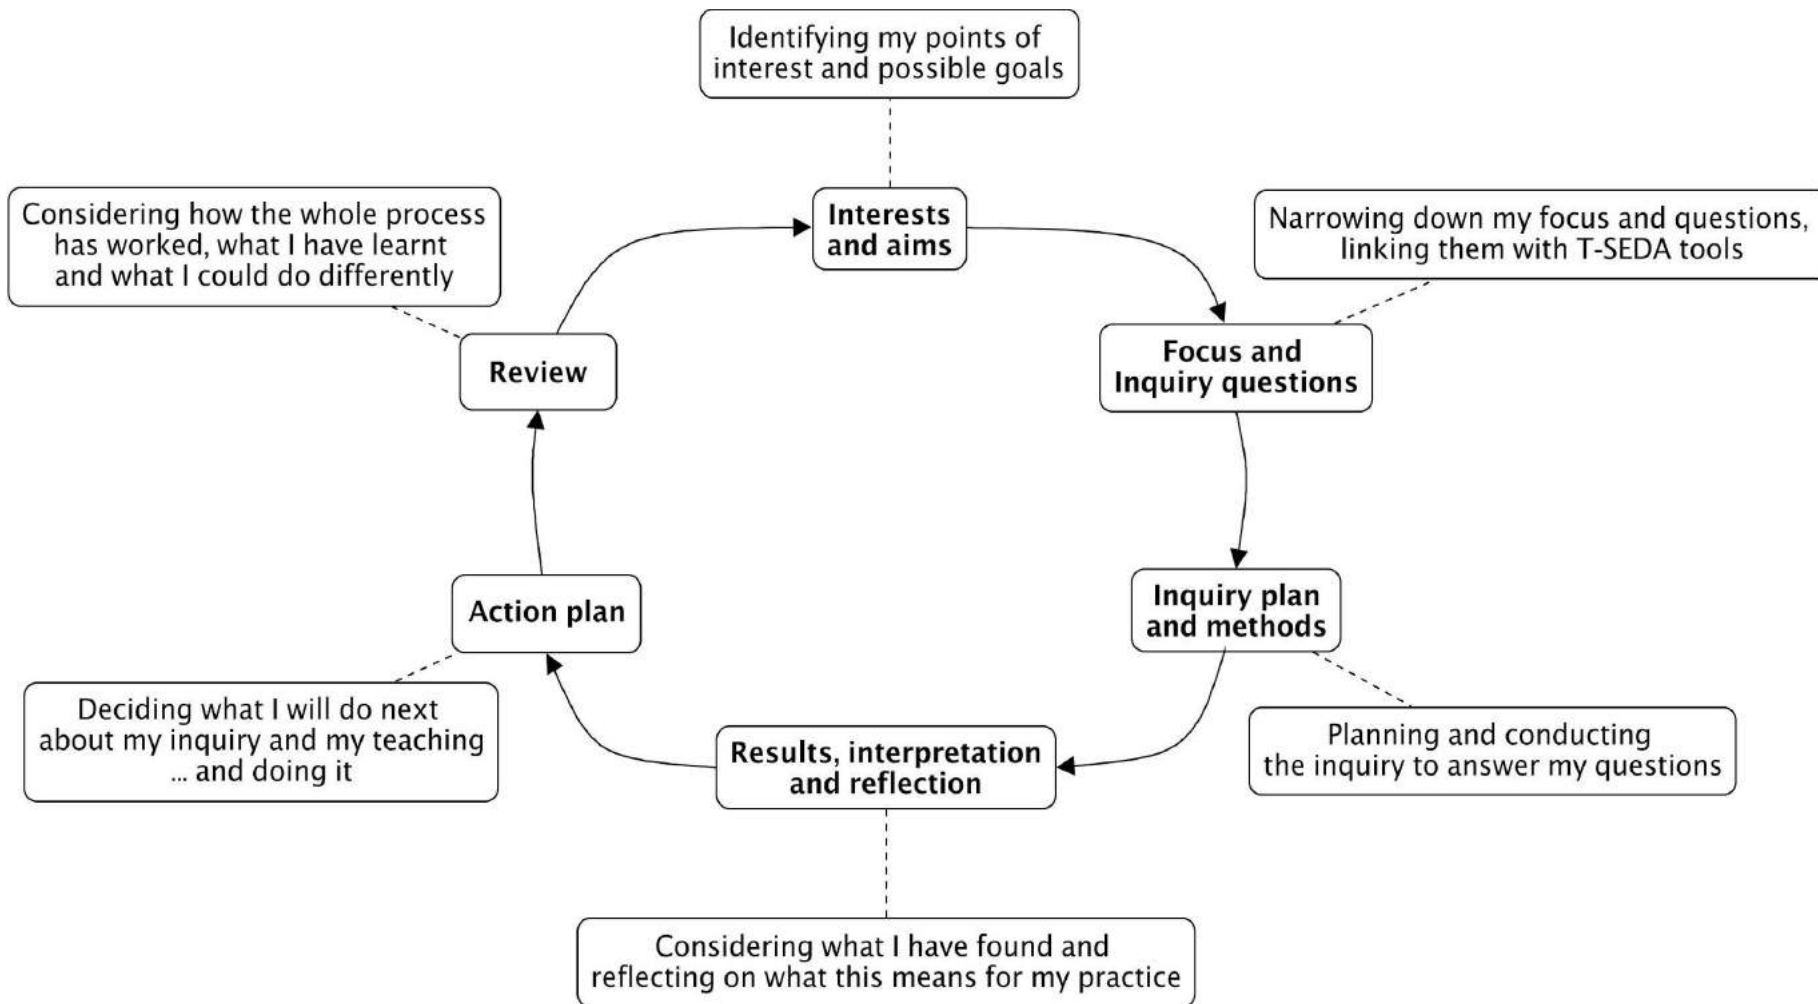 Identifying my points of
interest and possible goals
Considering how the whole process
has worked, what I have learnt
and what I could do differently
Interests
and aims
Narrowing down my focus and questions,
linking them with T-SEDA tools
Review
Focus and
Inquiry questions
Action plan
Inquiry plan
and methods
Deciding what I will do next
about my inquiry and my teaching
... and doing it
Results, interpretation
and reflection
Planning and conducting
the inquiry to answer my questions
Considering what I have found and
reflecting on what this means for my practice